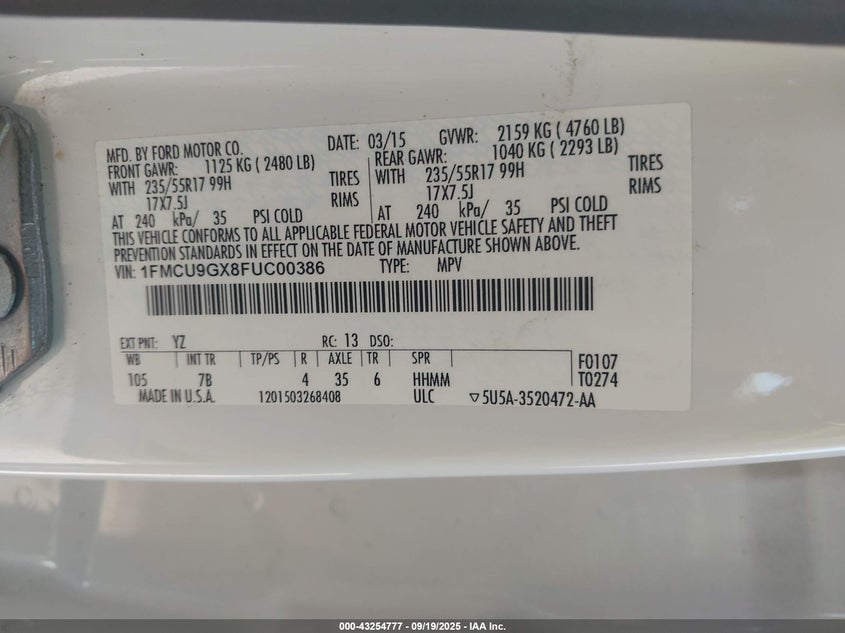 MFD. BY FORD MOTOR CO. DATE: 03/15 GVWR: 2159 KG ( 4760 LB)
FRONT GAWR: 1125 KG ( 2480 LB) REAR GAWR: 1040 KG ( 2293 LB)
WITH 235/55R17 99H TIRES WITH 235/55R17 99H TIRES
17X7.5J RIMS 17X7.5J RIMS
AT 240 kPa/ 35 PSI COLD AT 240 kPa/ 35 PSI COLD
THIS VEHICLE CONFORMS TO ALL APPLICABLE FEDERAL MOTOR VEHICLE SAFETY AND THEFT
PREVENTION STANDARDS IN EFFECT ON THE DATE OF MANUFACTURE SHOWN ABOVE.
VIN: 1FMCU9GX8FUC00386 TYPE: MPV
EXT PNT: YZ RC: 13 DSO:
WB INT TR TP/PS R AXLE TR SPR F0107
105 7B 4 35 6 HHMM T0274
MADE IN U.S.A. 1201503268408 ULC ▽5U5A-3520472-AA
000-43254777 - 09/19/2025 - IAA Inc.